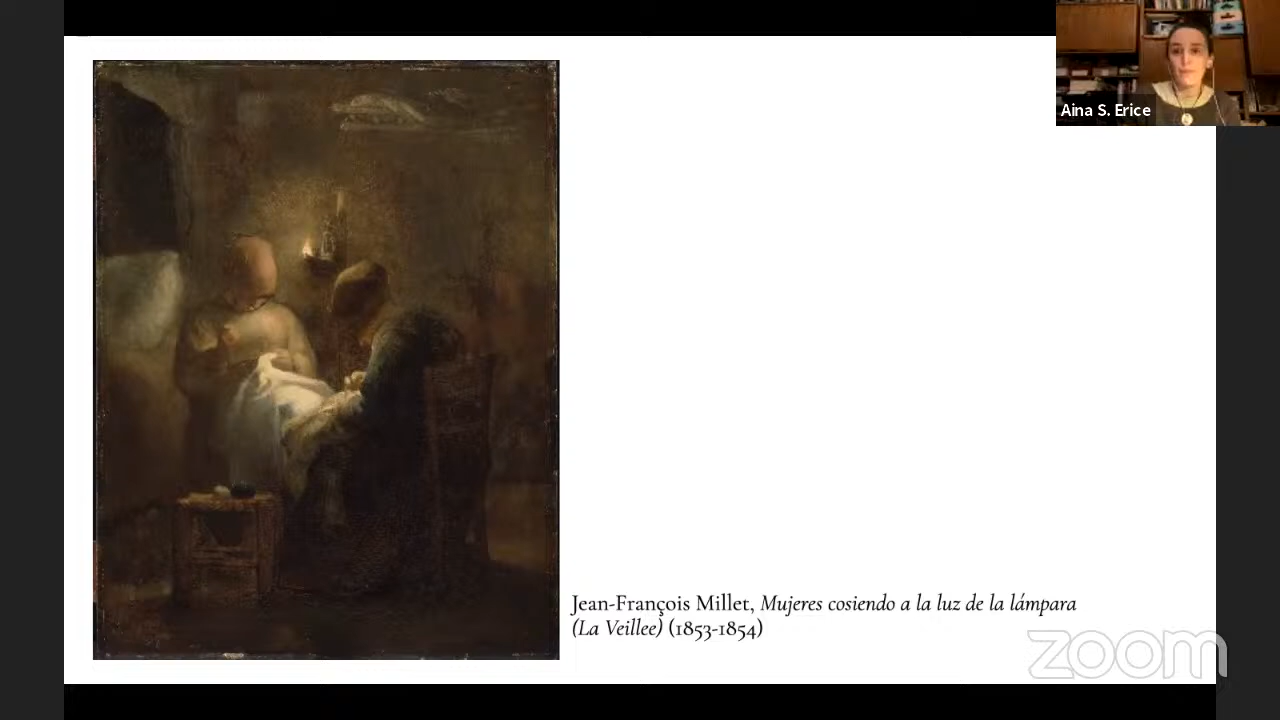 Aina S. Erice
Jean-François Millet, Mujeres cosiendo a la luz de la lámpara
(La Veillee) (1853-1854)
zoom